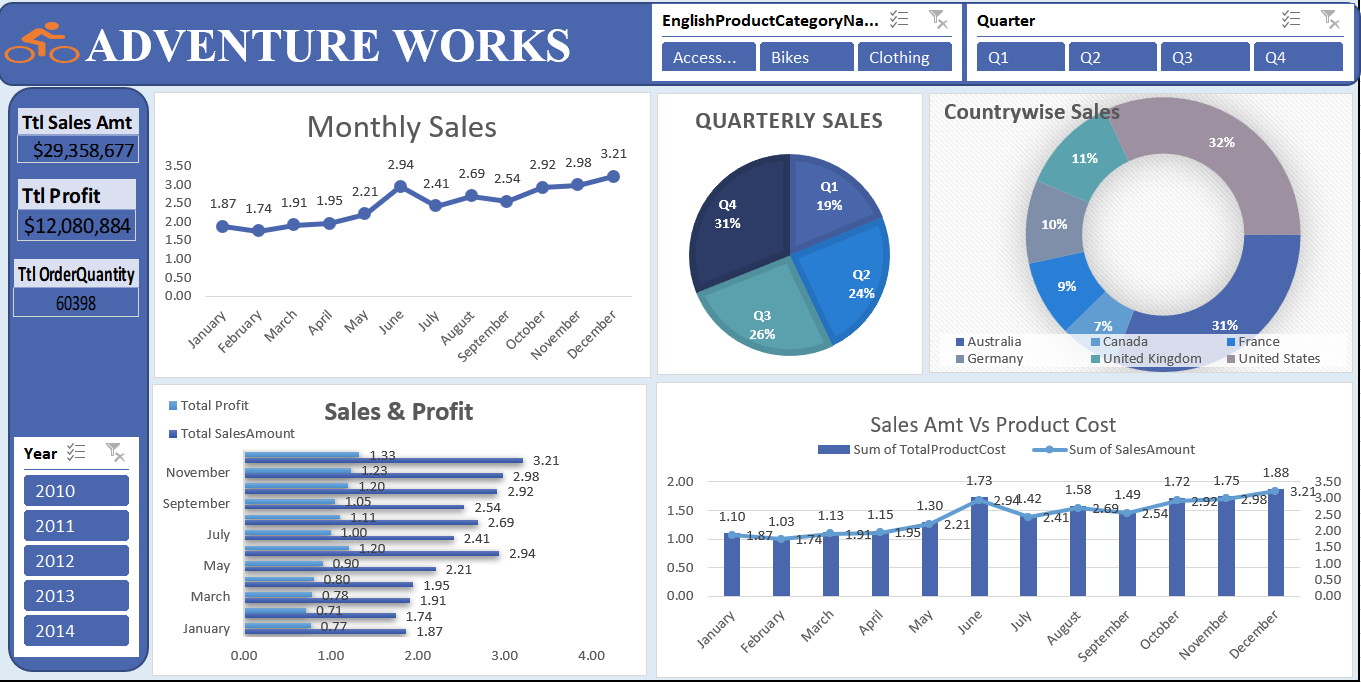 ADVENTURE WORKS
EnglishProductCategoryNa...
Access...
Bikes
Clothing
Quarter
Q1
Q2
Q3
Q4
Ttl Sales Amt
$29,358,677
Ttl Profit
$12,080,884
Ttl OrderQuantity
60398
Year
2010
2011
2012
2013
2014
Monthly Sales
3.50
3.00
2.50
2.00
1.50
1.00
0.50
0.00
1.87
1.74
1.91
1.95
2.21
2.94
2.41
2.69
2.54
2.92
2.98
3.21
January
February
March
April
May
June
July
August
September
October
November
December
QUARTERLY SALES
Q1
19%
Q2
24%
Q3
26%
Q4
31%
Countrywise Sales
32%
11%
10%
9%
7%
31%
Australia
Canada
France
Germany
United Kingdom
United States
Sales & Profit
Total Profit
Total SalesAmount
1.33
3.21
November
1.23
2.98
1.20
2.92
September
1.05
2.54
1.11
2.69
July
1.00
2.41
1.20
2.94
May
0.90
2.21
0.80
1.95
March
0.78
1.91
0.71
1.74
January
0.77
1.87
0.00
1.00
2.00
3.00
4.00
Sales Amt Vs Product Cost
Sum of TotalProductCost
Sum of SalesAmount
2.00
1.50
1.00
0.50
0.00
1.10
1.03
1.13
1.15
1.30
1.73
1.42
1.58
1.49
1.72
1.75
1.88
1.87
1.74
1.91
1.95
2.21
2.94
2.41
2.69
2.54
2.92
2.98
3.21
3.50
3.00
2.50
2.00
1.50
1.00
0.50
0.00
January
February
March
April
May
June
July
August
September
October
November
December